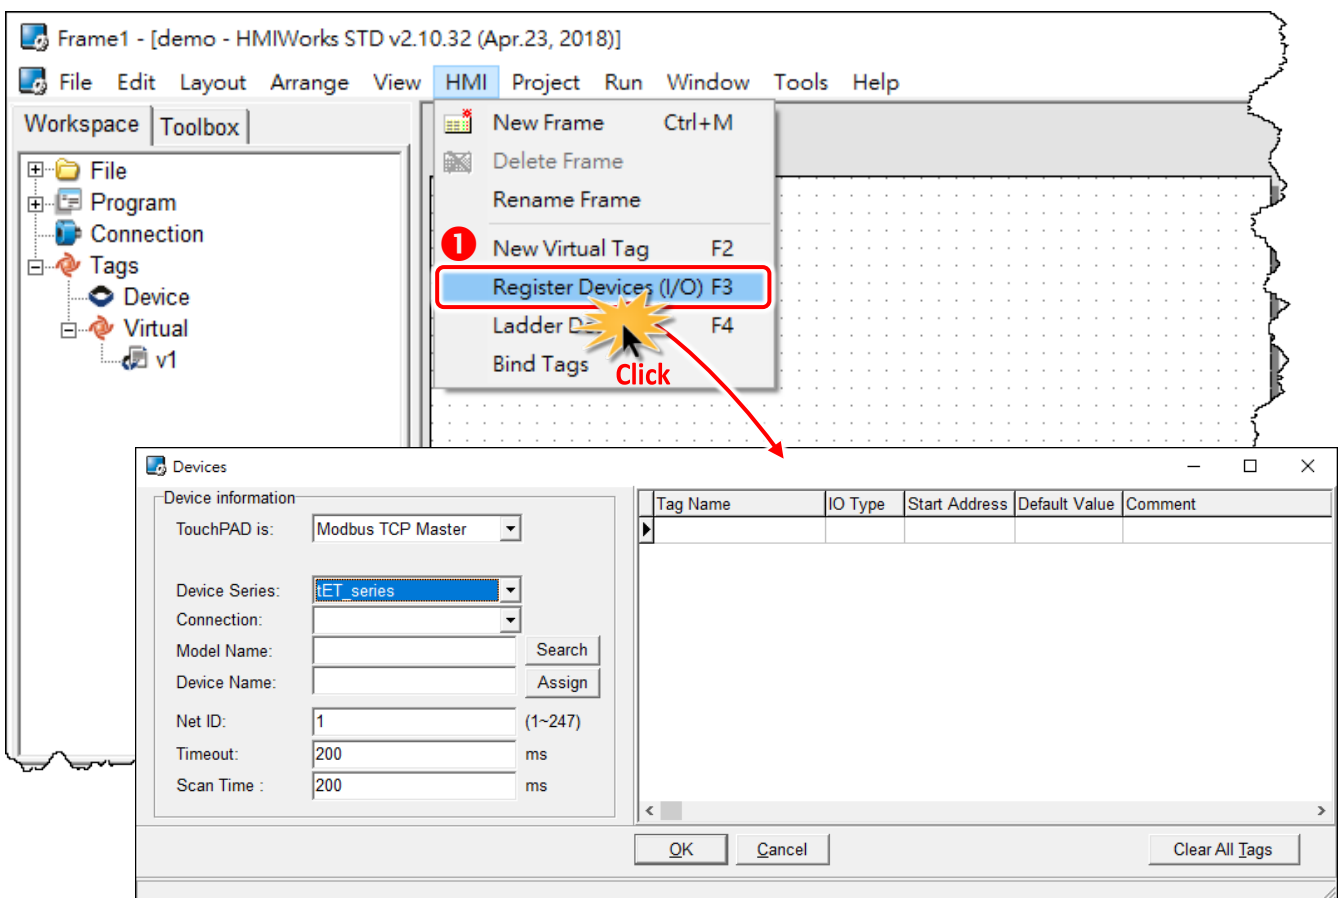 Frame1 - [demo - HMIWorks STD v2.10.32 (Apr.23, 2018)]
File Edit Layout Arrange View HMI Project Run Window Tools Help
Workspace Toolbox
File
Program
Connection
Tags
Device
Virtual
v1
New Frame Ctrl+M
Delete Frame
Rename Frame
1
New Virtual Tag F2
Register Devices (I/O) F3
Ladder F4
Bind Tags
Click
Devices
Device information
TouchPAD is: Modbus TCP Master
Device Series: tET_series
Connection:
Model Name: Search
Device Name: Assign
Net ID: 1 (1~247)
Timeout: 200 ms
Scan Time : 200 ms
Tag Name IO Type Start Address Default Value Comment
OK Cancel Clear All Tags